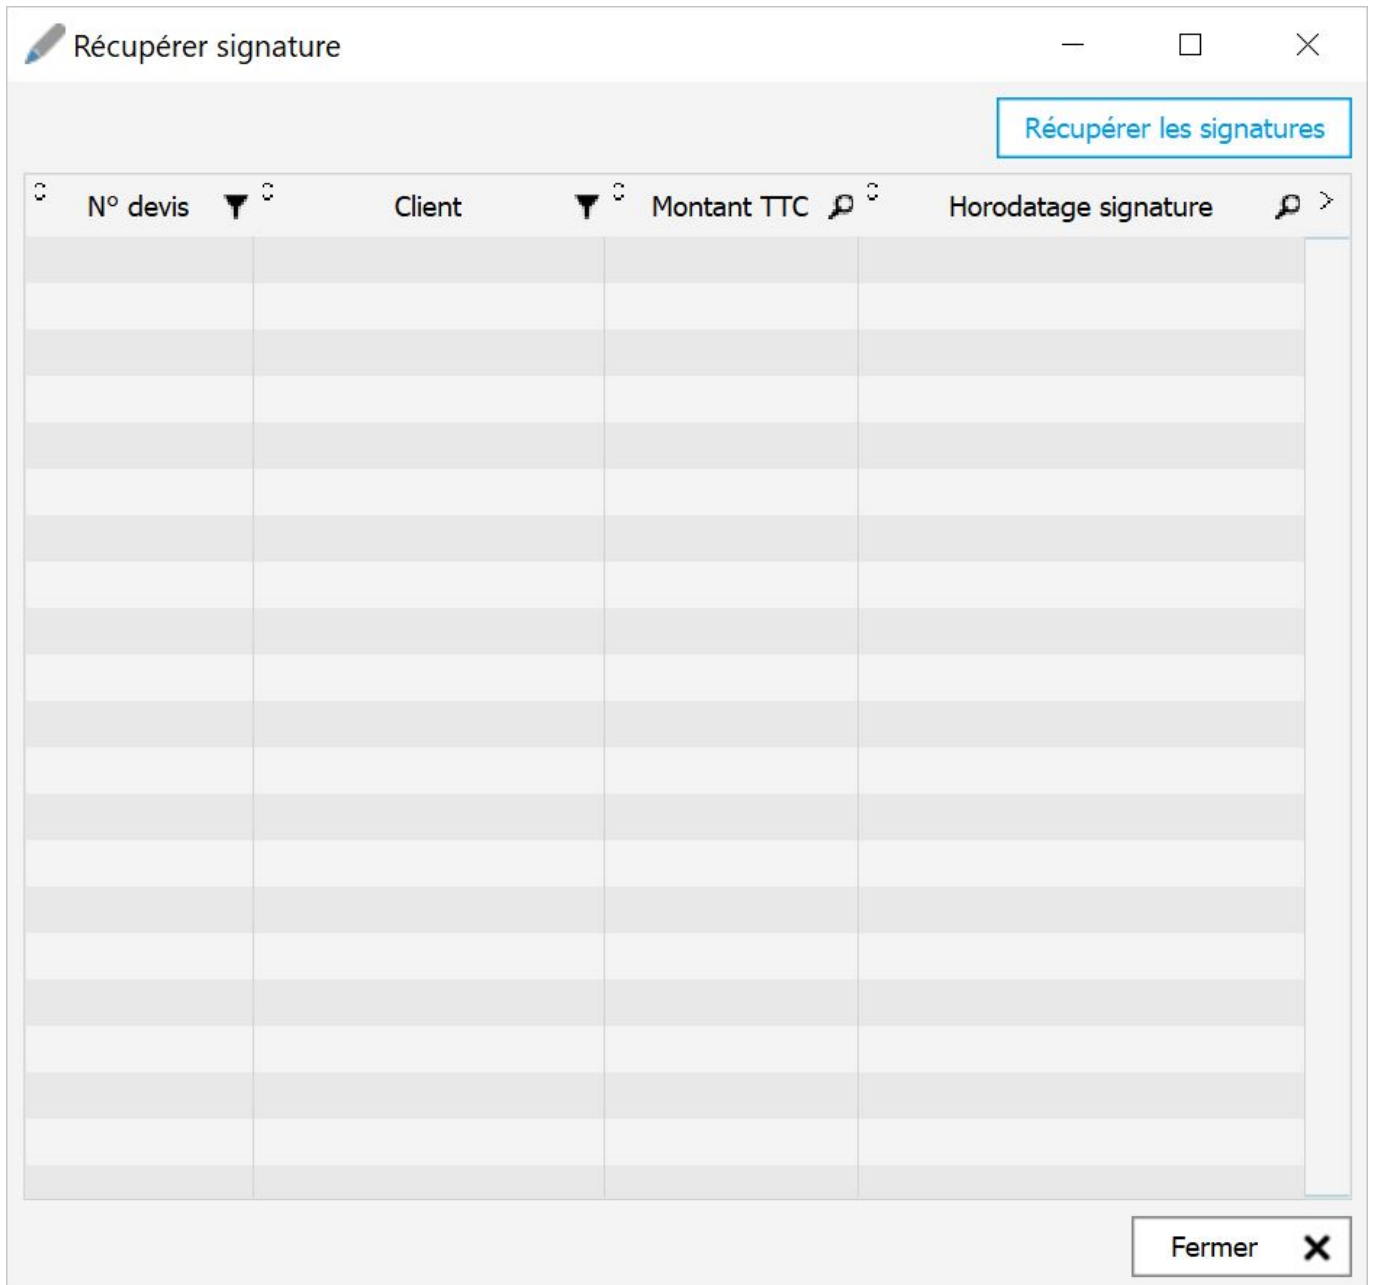 Récupérer signature
Récupérer les signatures
N° devis Client Montant TTC Horodatage signature
Fermer